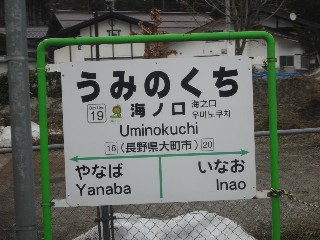 うみのくち
19
海ノ口
海之口
우미노쿠치
Uminokuchi
18 (長野県大町市) 20
やなば いなお
Yanaba Inao